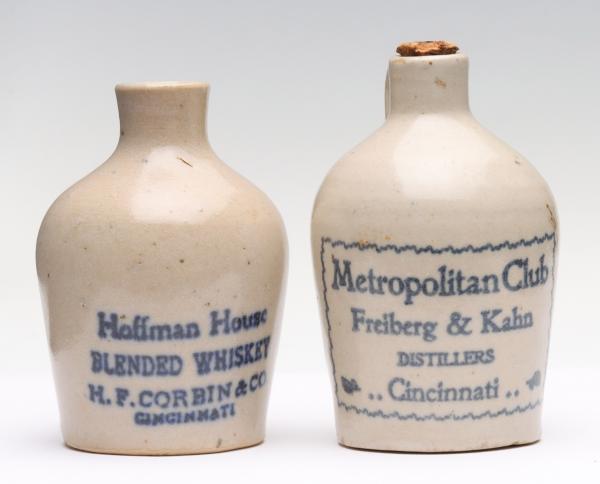 Hoffman House
BLENDED WHISKEY
H. F. CORBIN & CO.
CINCINNATI
Metropolitan Club
Freiberg & Kahn
DISTILLERS
.. Cincinnati ..